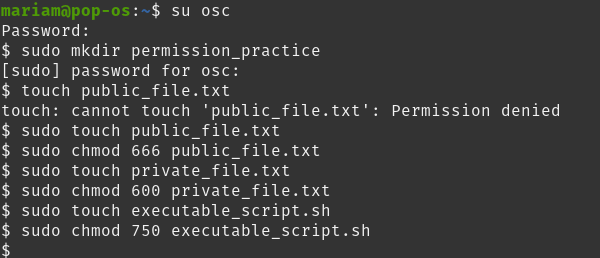 mariam@pop-os:~$ su osc
Password:
$ sudo mkdir permission_practice
[sudo] password for osc:
$ touch public_file.txt
touch: cannot touch 'public_file.txt': Permission denied
$ sudo touch public_file.txt
$ sudo chmod 666 public_file.txt
$ sudo touch private_file.txt
$ sudo chmod 600 private_file.txt
$ sudo touch executable_script.sh
$ sudo chmod 750 executable_script.sh
$